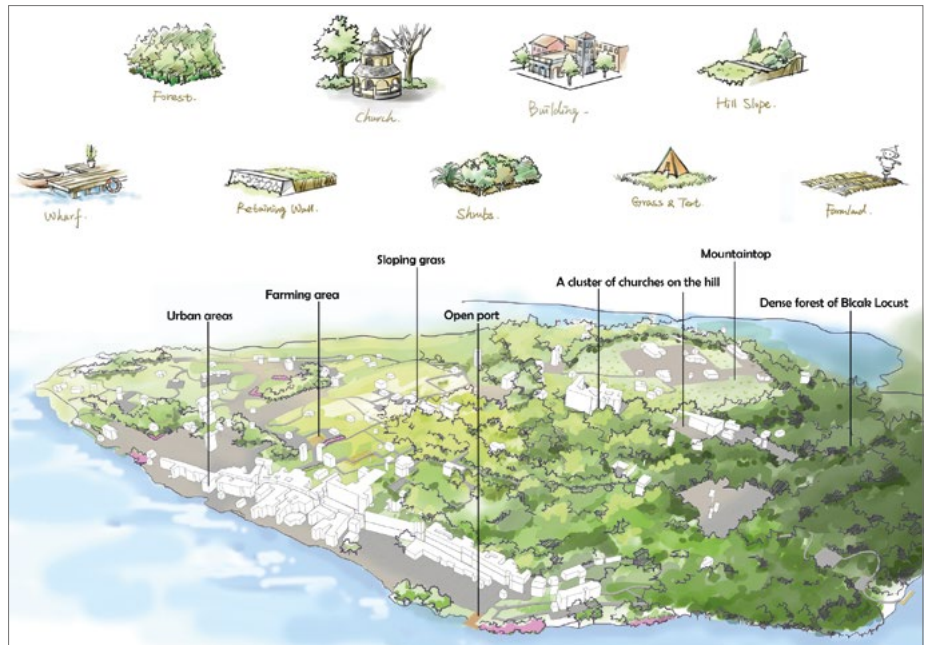 Forest.
Church.
Building -
Hill Slope.
Wharf.
Retaining Wall.
Shrubs.
Grass & Tent
Farmland.
Mountaintop
Sloping grass
A cluster of churches on the hill
Farming area
Dense forest of Blcak Locust
Urban areas
Open port